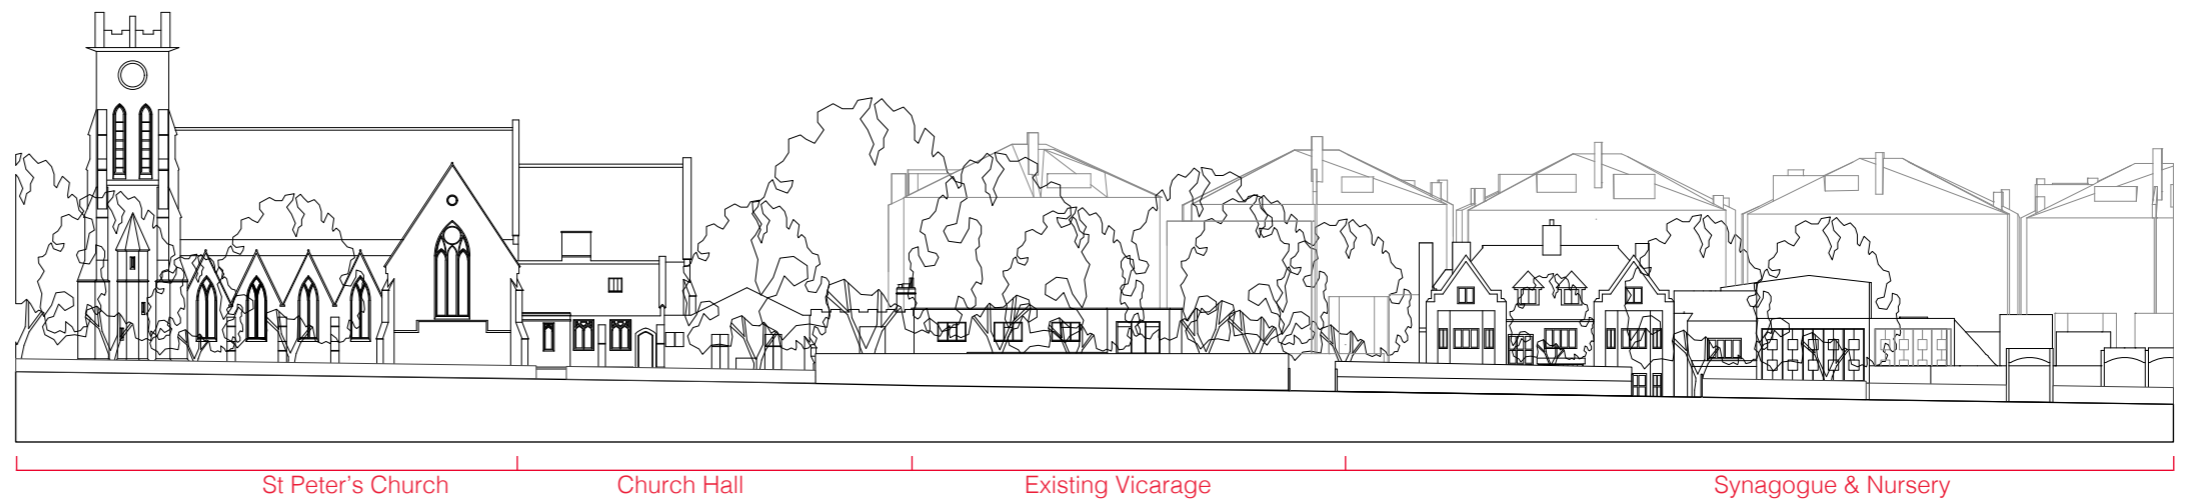 St Peter's Church
Church Hall
Existing Vicarage
Synagogue & Nursery